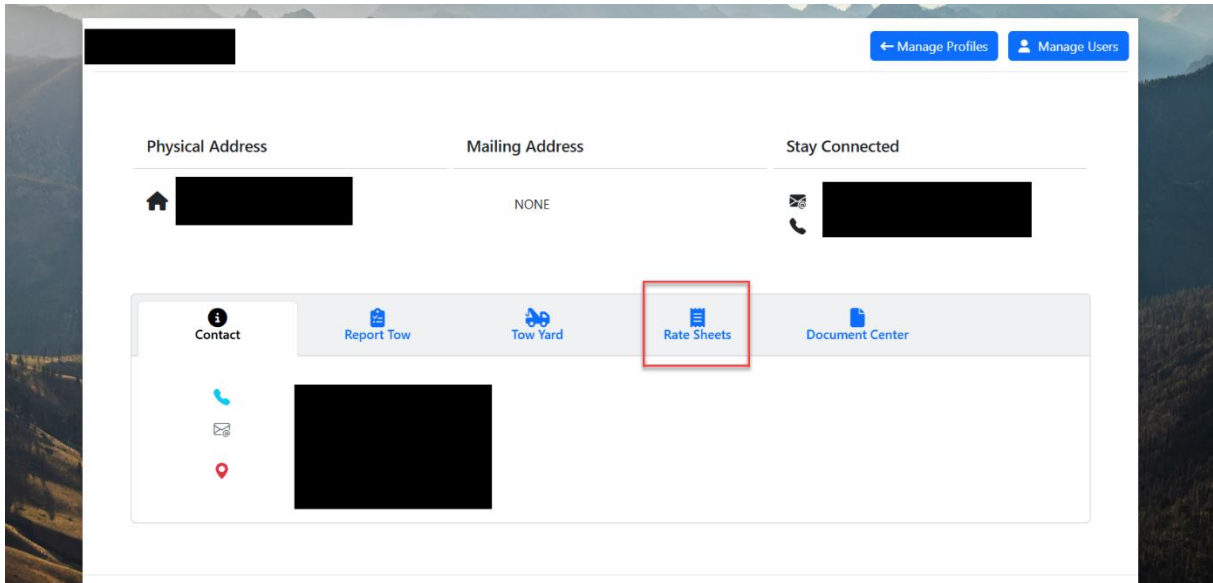 Manage Profiles
Manage Users
Physical Address
Mailing Address
Stay Connected
NONE
Contact
Report Tow
Tow Yard
Rate Sheets
Document Center